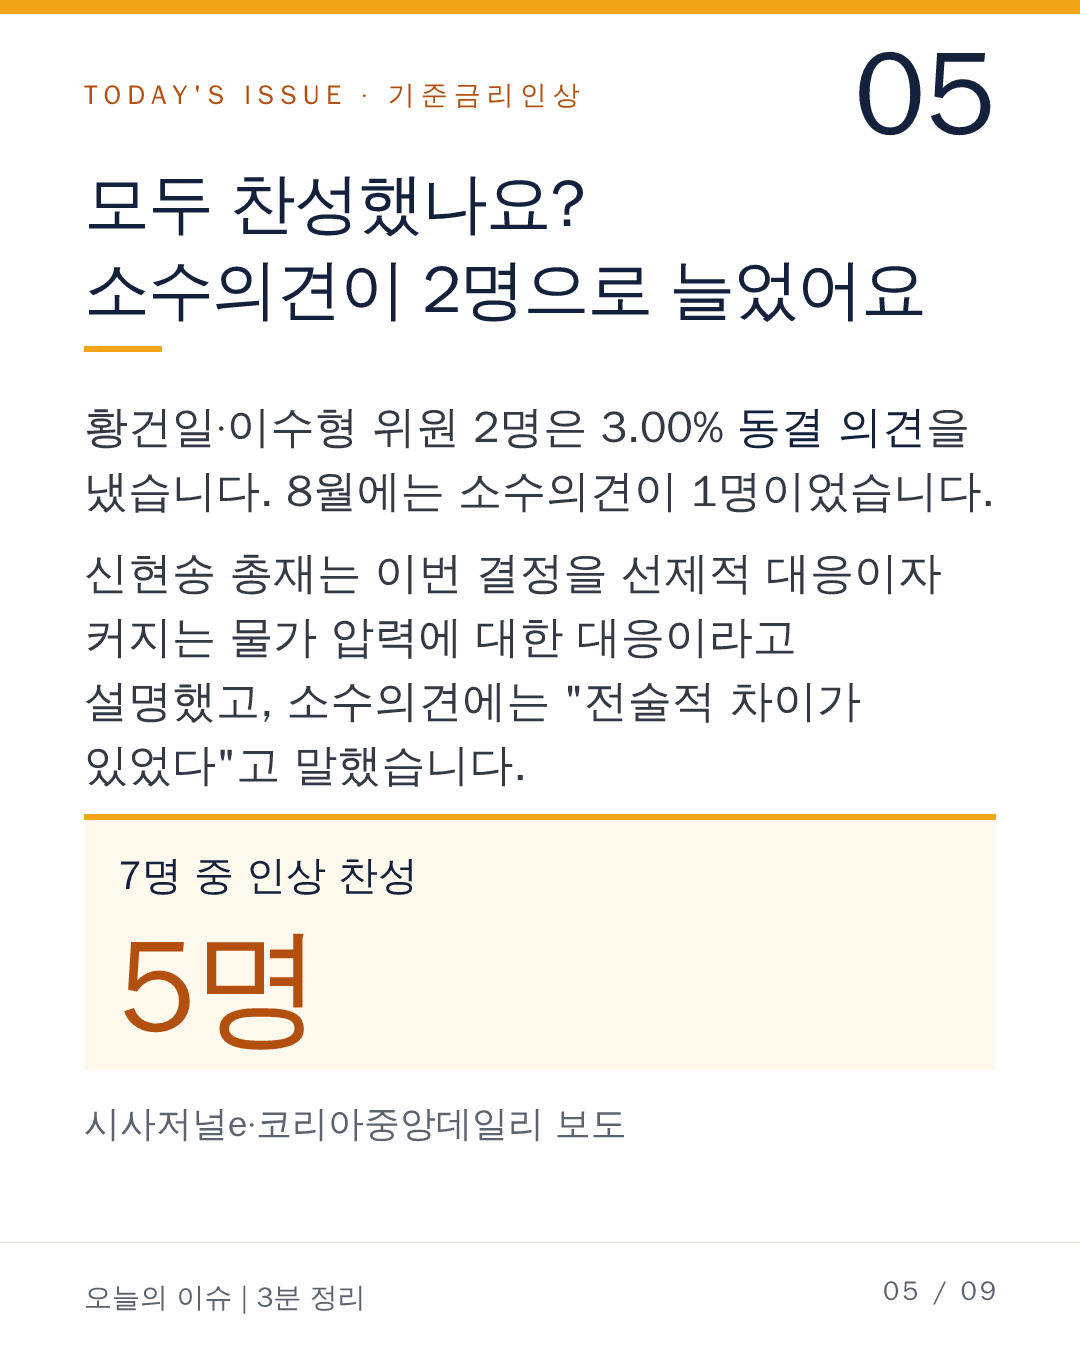 TODAY'S ISSUE · 기준금리인상
05
모두 찬성했나요?
소수의견이 2명으로 늘었어요
황건일·이수형 위원 2명은 3.00% 동결 의견을
냈습니다. 8월에는 소수의견이 1명이었습니다.
신현송 총재는 이번 결정을 선제적 대응이자
커지는 물가 압력에 대한 대응이라고
설명했고, 소수의견에는 "전술적 차이가
있었다"고 말했습니다.
7명 중 인상 찬성
5명
시사저널e·코리아중앙데일리 보도
오늘의 이슈 | 3분 정리
05 / 09